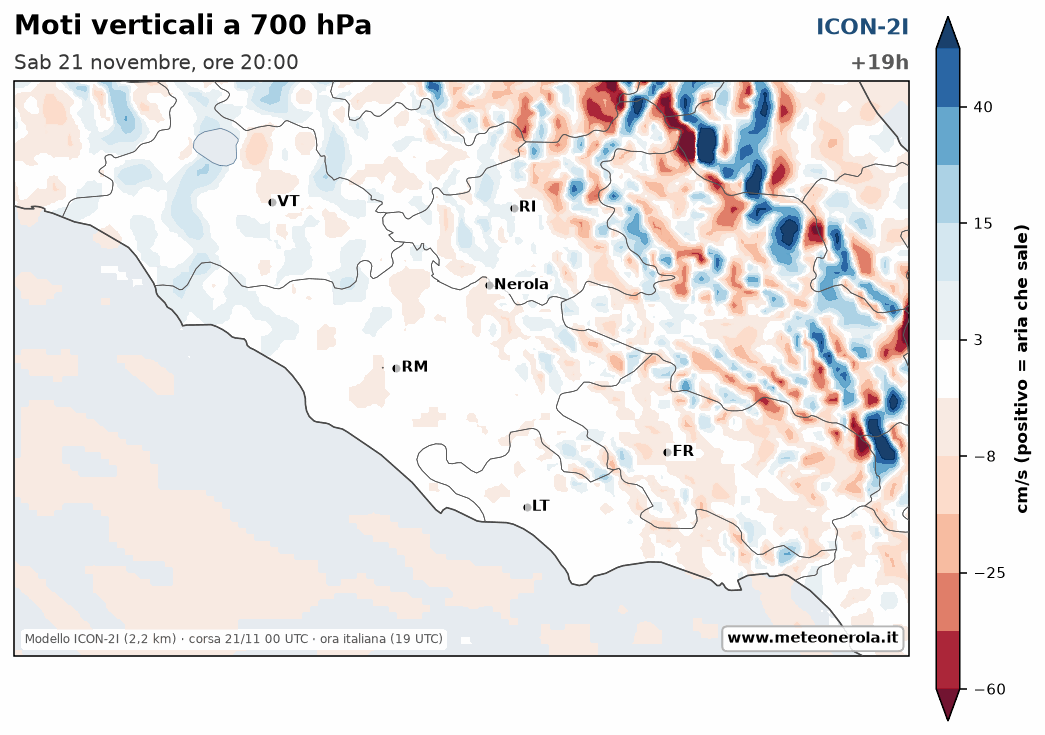 Moti verticali a 700 hPa
ICON-2I
Sab 21 novembre, ore 20:00
+19h
40
15
3
−8
−25
−60
cm/s (positivo = aria che sale)
VT
RI
Nerola
RM
FR
LT
Modello ICON-2I (2,2 km) · corsa 21/11 00 UTC · ora italiana (19 UTC)
www.meteonerola.it